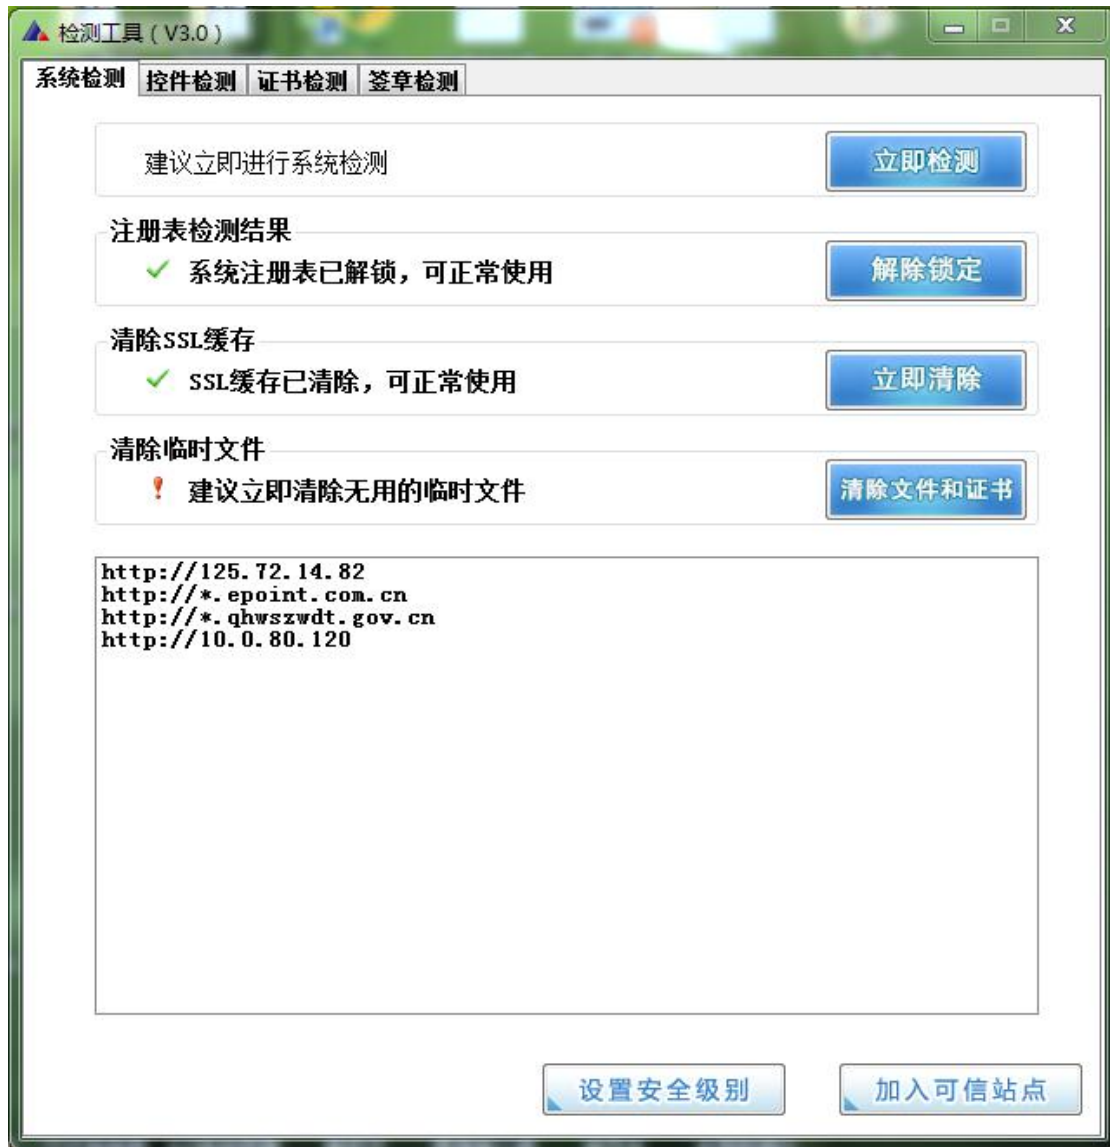 检测工具(V3.0)
系统检测 控件检测 证书检测 签章检测
建议立即进行系统检测 立即检测
注册表检测结果
系统注册表已解锁，可正常使用 解除锁定
清除SSL缓存
SSL缓存已清除，可正常使用 立即清除
清除临时文件
建议立即清除无用的临时文件 清除文件和证书
http://125.72.14.82
http://*.epoint.com.cn
http://*.qhwszwdt.gov.cn
http://10.0.80.120
设置安全级别 加入可信站点